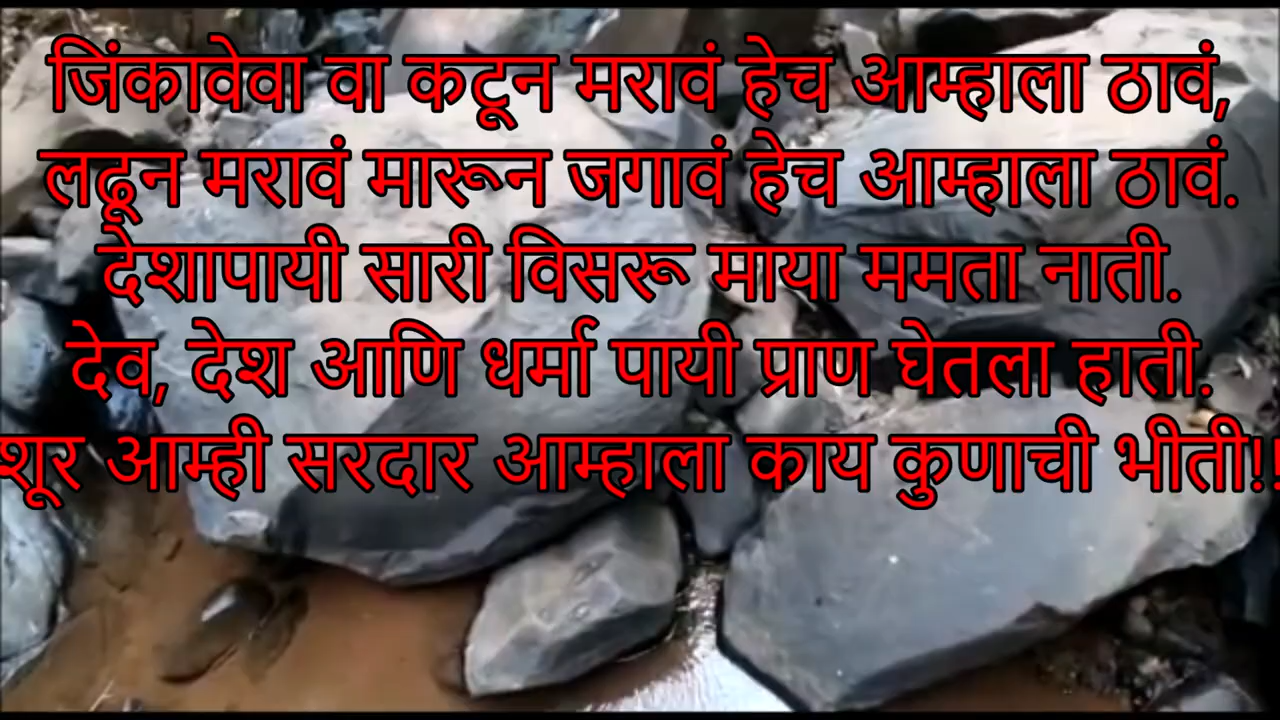 जिंकावेवा वा कटून मरावं हेच आम्हाला ठावं,
लढून मरावं मारून जगावं हेच आम्हाला ठावं.
देशापायी सारी विसरू माया ममता नाती.
देव, देश आणि धर्मा पायी प्राण घेतला हाती.
शूर आम्ही सरदार आम्हाला काय कुणाची भीती!!